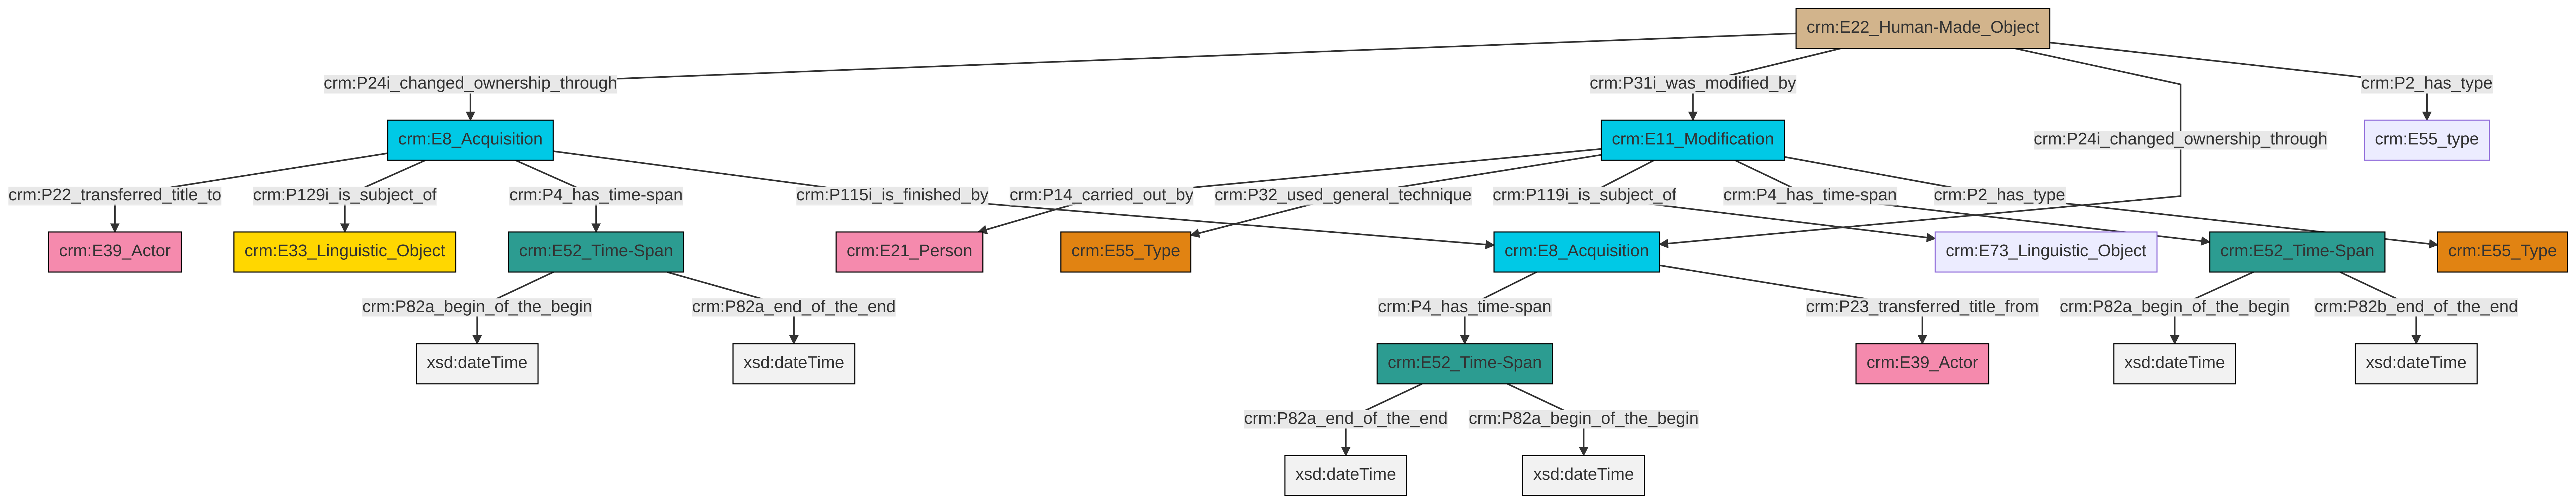 crm:E22_Human-Made_Object
crm:P24i_changed_ownership_through
crm:P31i_was_modified_by
crm:P2_has_type
crm:E8_Acquisition
crm:E11_Modification
crm:P24i_changed_ownership_through
crm:E55_type
crm:P22_transferred_title_to
crm:P129i_is_subject_of
crm:P4_has_time-span
crm:P115i_is_finished_by
crm:P14_carried_out_by
crm:P32_used_general_technique
crm:P119i_is_subject_of
crm:P4_has_time-span
crm:P2_has_type
crm:E39_Actor
crm:E33_Linguistic_Object
crm:E52_Time-Span
crm:E21_Person
crm:E55_Type
crm:E8_Acquisition
crm:E73_Linguistic_Object
crm:E52_Time-Span
crm:E55_Type
crm:P82a_begin_of_the_begin
crm:P82a_end_of_the_end
crm:P4_has_time-span
crm:P23_transferred_title_from
crm:P82a_begin_of_the_begin
crm:P82b_end_of_the_end
xsd:dateTime
xsd:dateTime
crm:E52_Time-Span
crm:E39_Actor
xsd:dateTime
xsd:dateTime
crm:P82a_end_of_the_end
crm:P82a_begin_of_the_begin
xsd:dateTime
xsd:dateTime